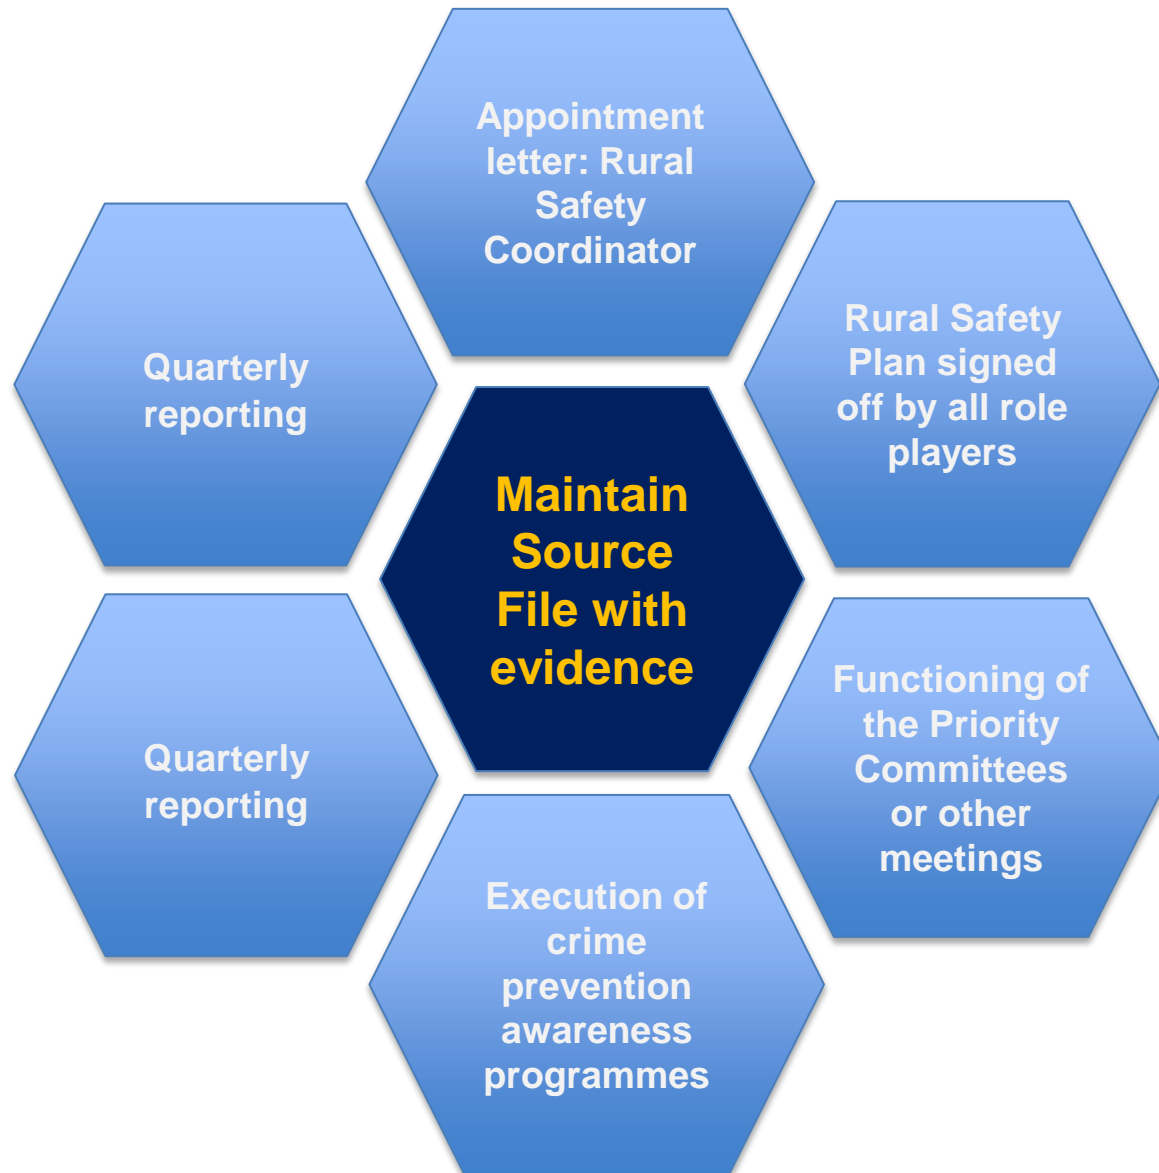 Appointment
letter: Rural
Safety
Coordinator
Quarterly
reporting
Rural Safety
Plan signed
off by all role
players
Maintain
Source
File with
evidence
Quarterly
reporting
Functioning of
the Priority
Committees
or other
meetings
Execution of
crime
prevention
awareness
programmes